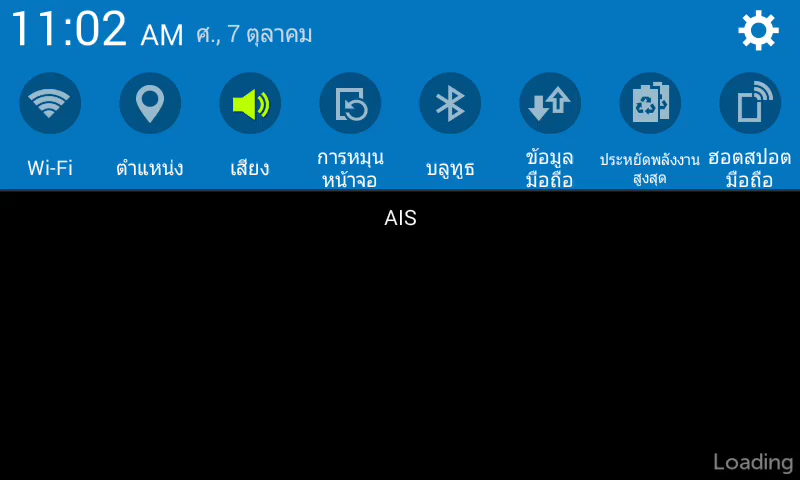 11:02 AM ศ., 7 ตุลาคม
Wi-Fi
ตำแหน่ง
เสียง
การหมุน
หน้าจอ
บลูทูธ
ข้อมูล
มือถือ
ประหยัดพลังงาน
สูงสุด
ฮอตสปอต
มือถือ
AIS
Loading